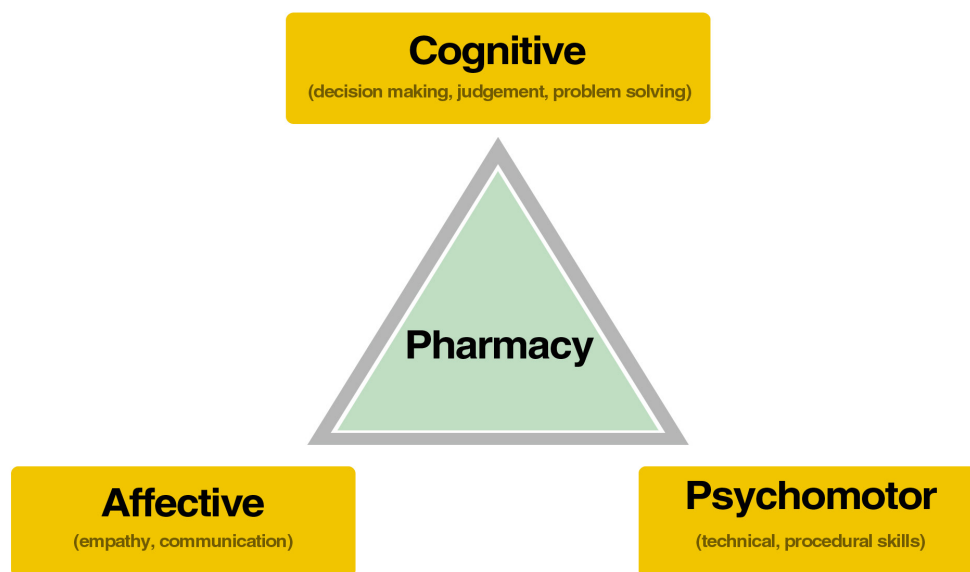 Cognitive
(decision making, judgement, problem solving)
Pharmacy
Affective
(empathy, communication)
Psychomotor
(technical, procedural skills)